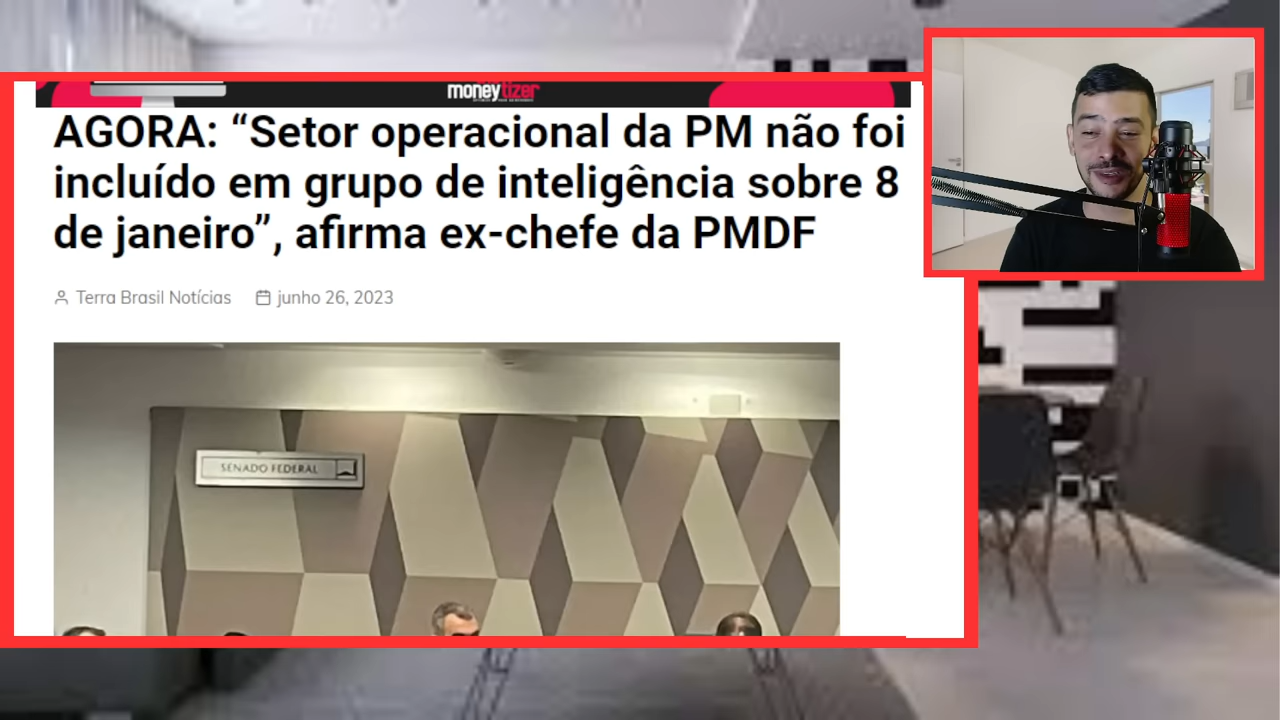 moneytizer
AGORA: “Setor operacional da PM não foi
incluído em grupo de inteligência sobre 8
de janeiro”, afirma ex-chefe da PMDF
Terra Brasil Notícias junho 26, 2023
SENADO FEDERAL